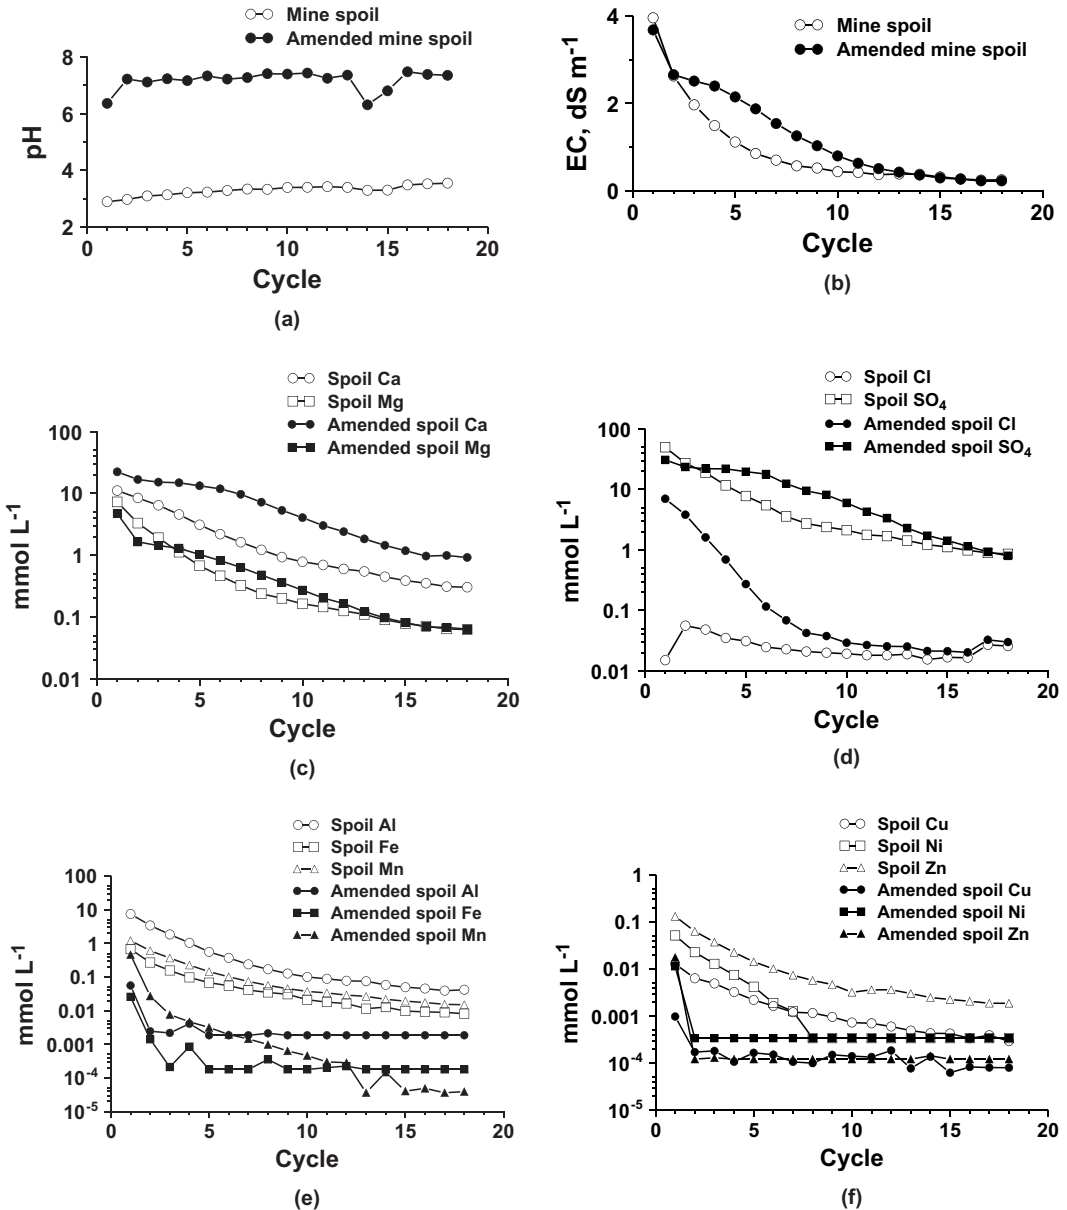 Mine spoil
Amended mine spoil
8
6
4
2
pH
0 5 10 15 20
Cycle
(a)
Mine spoil
Amended mine spoil
4
2
0
EC, dS m⁻¹
0 5 10 15 20
Cycle
(b)
Spoil Ca
Spoil Mg
Amended spoil Ca
Amended spoil Mg
100
10
1
0.1
0.01
mmol L⁻¹
0 5 10 15 20
Cycle
(c)
Spoil Cl
Spoil SO₄
Amended spoil Cl
Amended spoil SO₄
100
10
1
0.1
0.01
mmol L⁻¹
0 5 10 15 20
Cycle
(d)
Spoil Al
Spoil Fe
Spoil Mn
Amended spoil Al
Amended spoil Fe
Amended spoil Mn
100
10
1
0.1
0.01
0.001
10⁻⁴
10⁻⁵
mmol L⁻¹
0 5 10 15 20
Cycle
(e)
Spoil Cu
Spoil Ni
Spoil Zn
Amended spoil Cu
Amended spoil Ni
Amended spoil Zn
1
0.1
0.01
0.001
10⁻⁴
10⁻⁵
mmol L⁻¹
0 5 10 15 20
Cycle
(f)